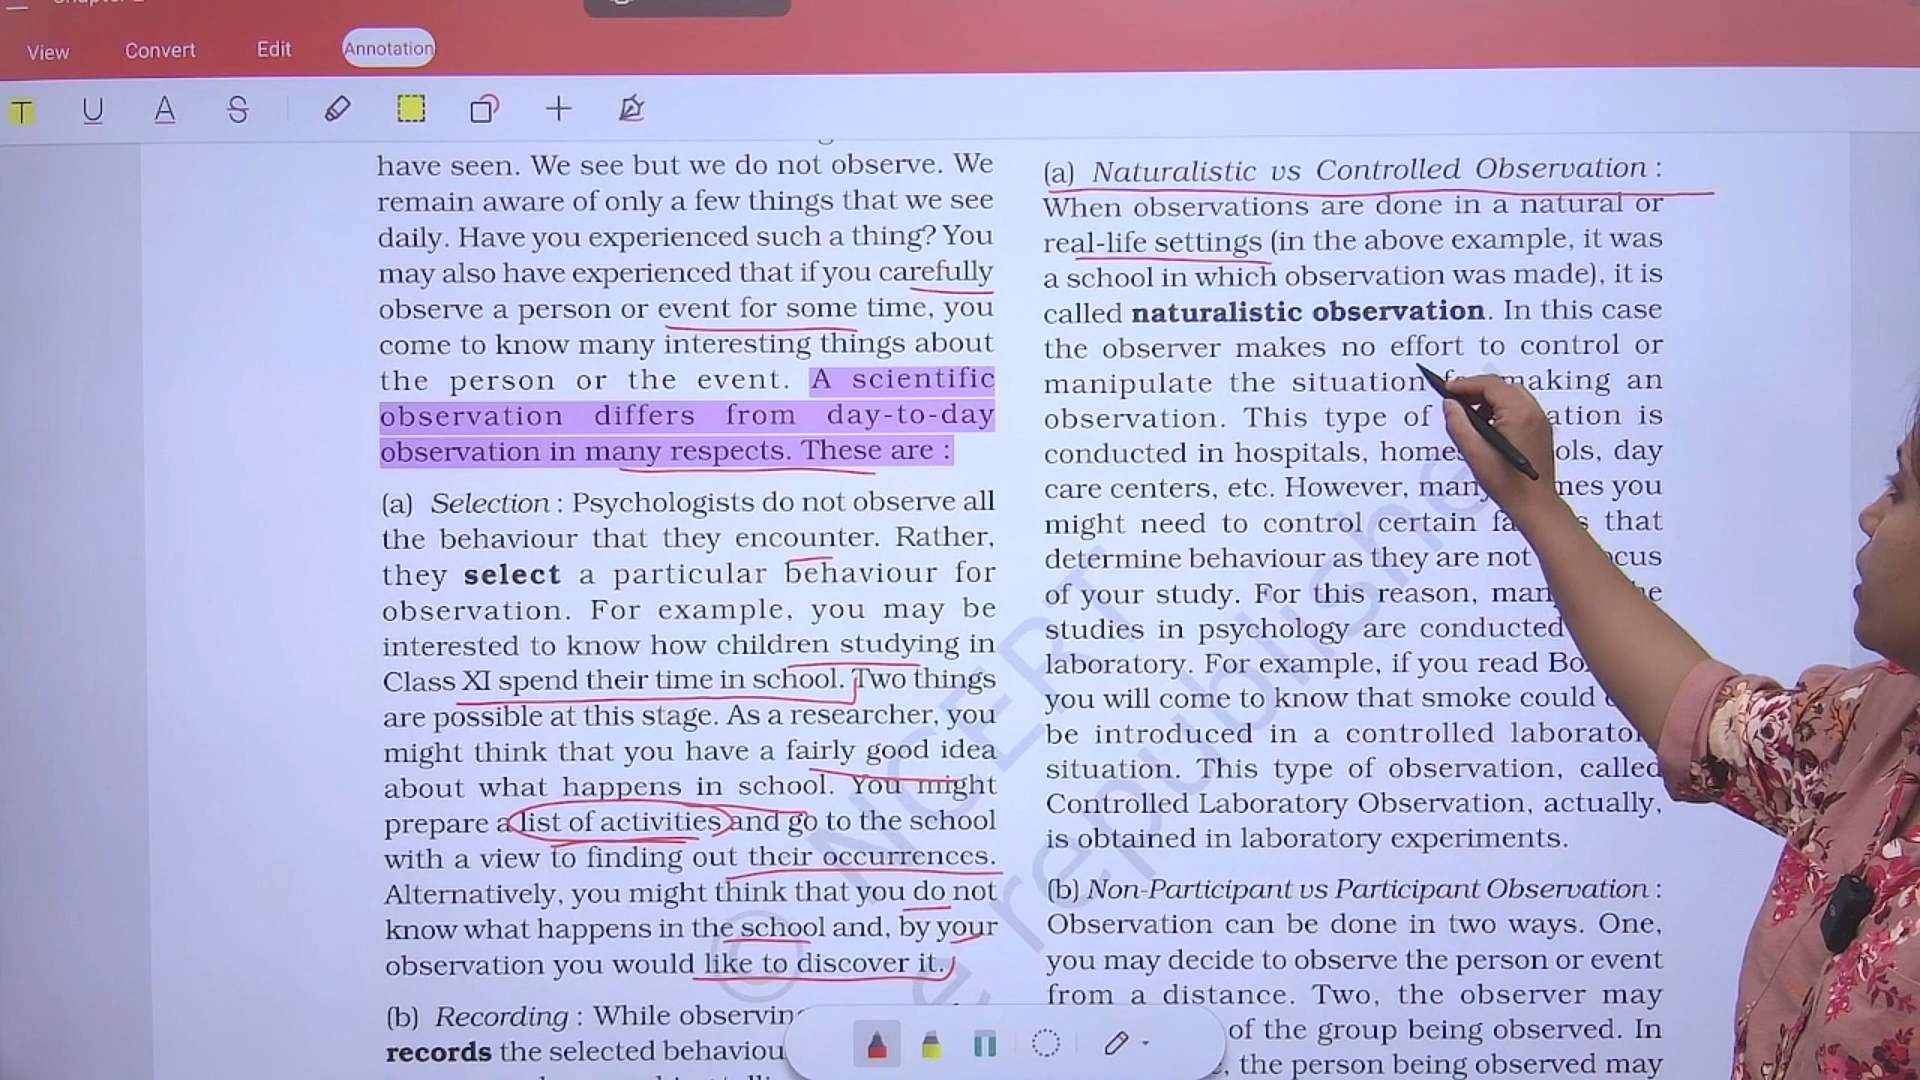 View Convert Edit Annotation
T U A S
have seen. We see but we do not observe. We
remain aware of only a few things that we see
daily. Have you experienced such a thing? You
may also have experienced that if you carefully
observe a person or event for some time, you
come to know many interesting things about
the person or the event. A scientific
observation differs from day-to-day
observation in many respects. These are :
(a) Selection : Psychologists do not observe all
the behaviour that they encounter. Rather,
they select a particular behaviour for
observation. For example, you may be
interested to know how children studying in
Class XI spend their time in school. Two things
are possible at this stage. As a researcher, you
might think that you have a fairly good idea
about what happens in school. You might
prepare a list of activities and go to the school
with a view to finding out their occurrences.
Alternatively, you might think that you do not
know what happens in the school and, by your
observation you would like to discover it.
(b) Recording : While observing
records the selected behaviou
(a) Naturalistic vs Controlled Observation :
When observations are done in a natural or
real-life settings (in the above example, it was
a school in which observation was made), it is
called naturalistic observation. In this case
the observer makes no effort to control or
manipulate the situation making an
observation. This type of ation is
conducted in hospitals, homes ols, day
care centers, etc. However, many mes you
might need to control certain fa s that
determine behaviour as they are not cus
of your study. For this reason, man
studies in psychology are conducted
laboratory. For example, if you read Bo
you will come to know that smoke could
be introduced in a controlled laborato
situation. This type of observation, called
Controlled Laboratory Observation, actually,
is obtained in laboratory experiments.
(b) Non-Participant vs Participant Observation :
Observation can be done in two ways. One,
you may decide to observe the person or event
from a distance. Two, the observer may
of the group being observed. In
, the person being observed may
© NCERT
e republishe